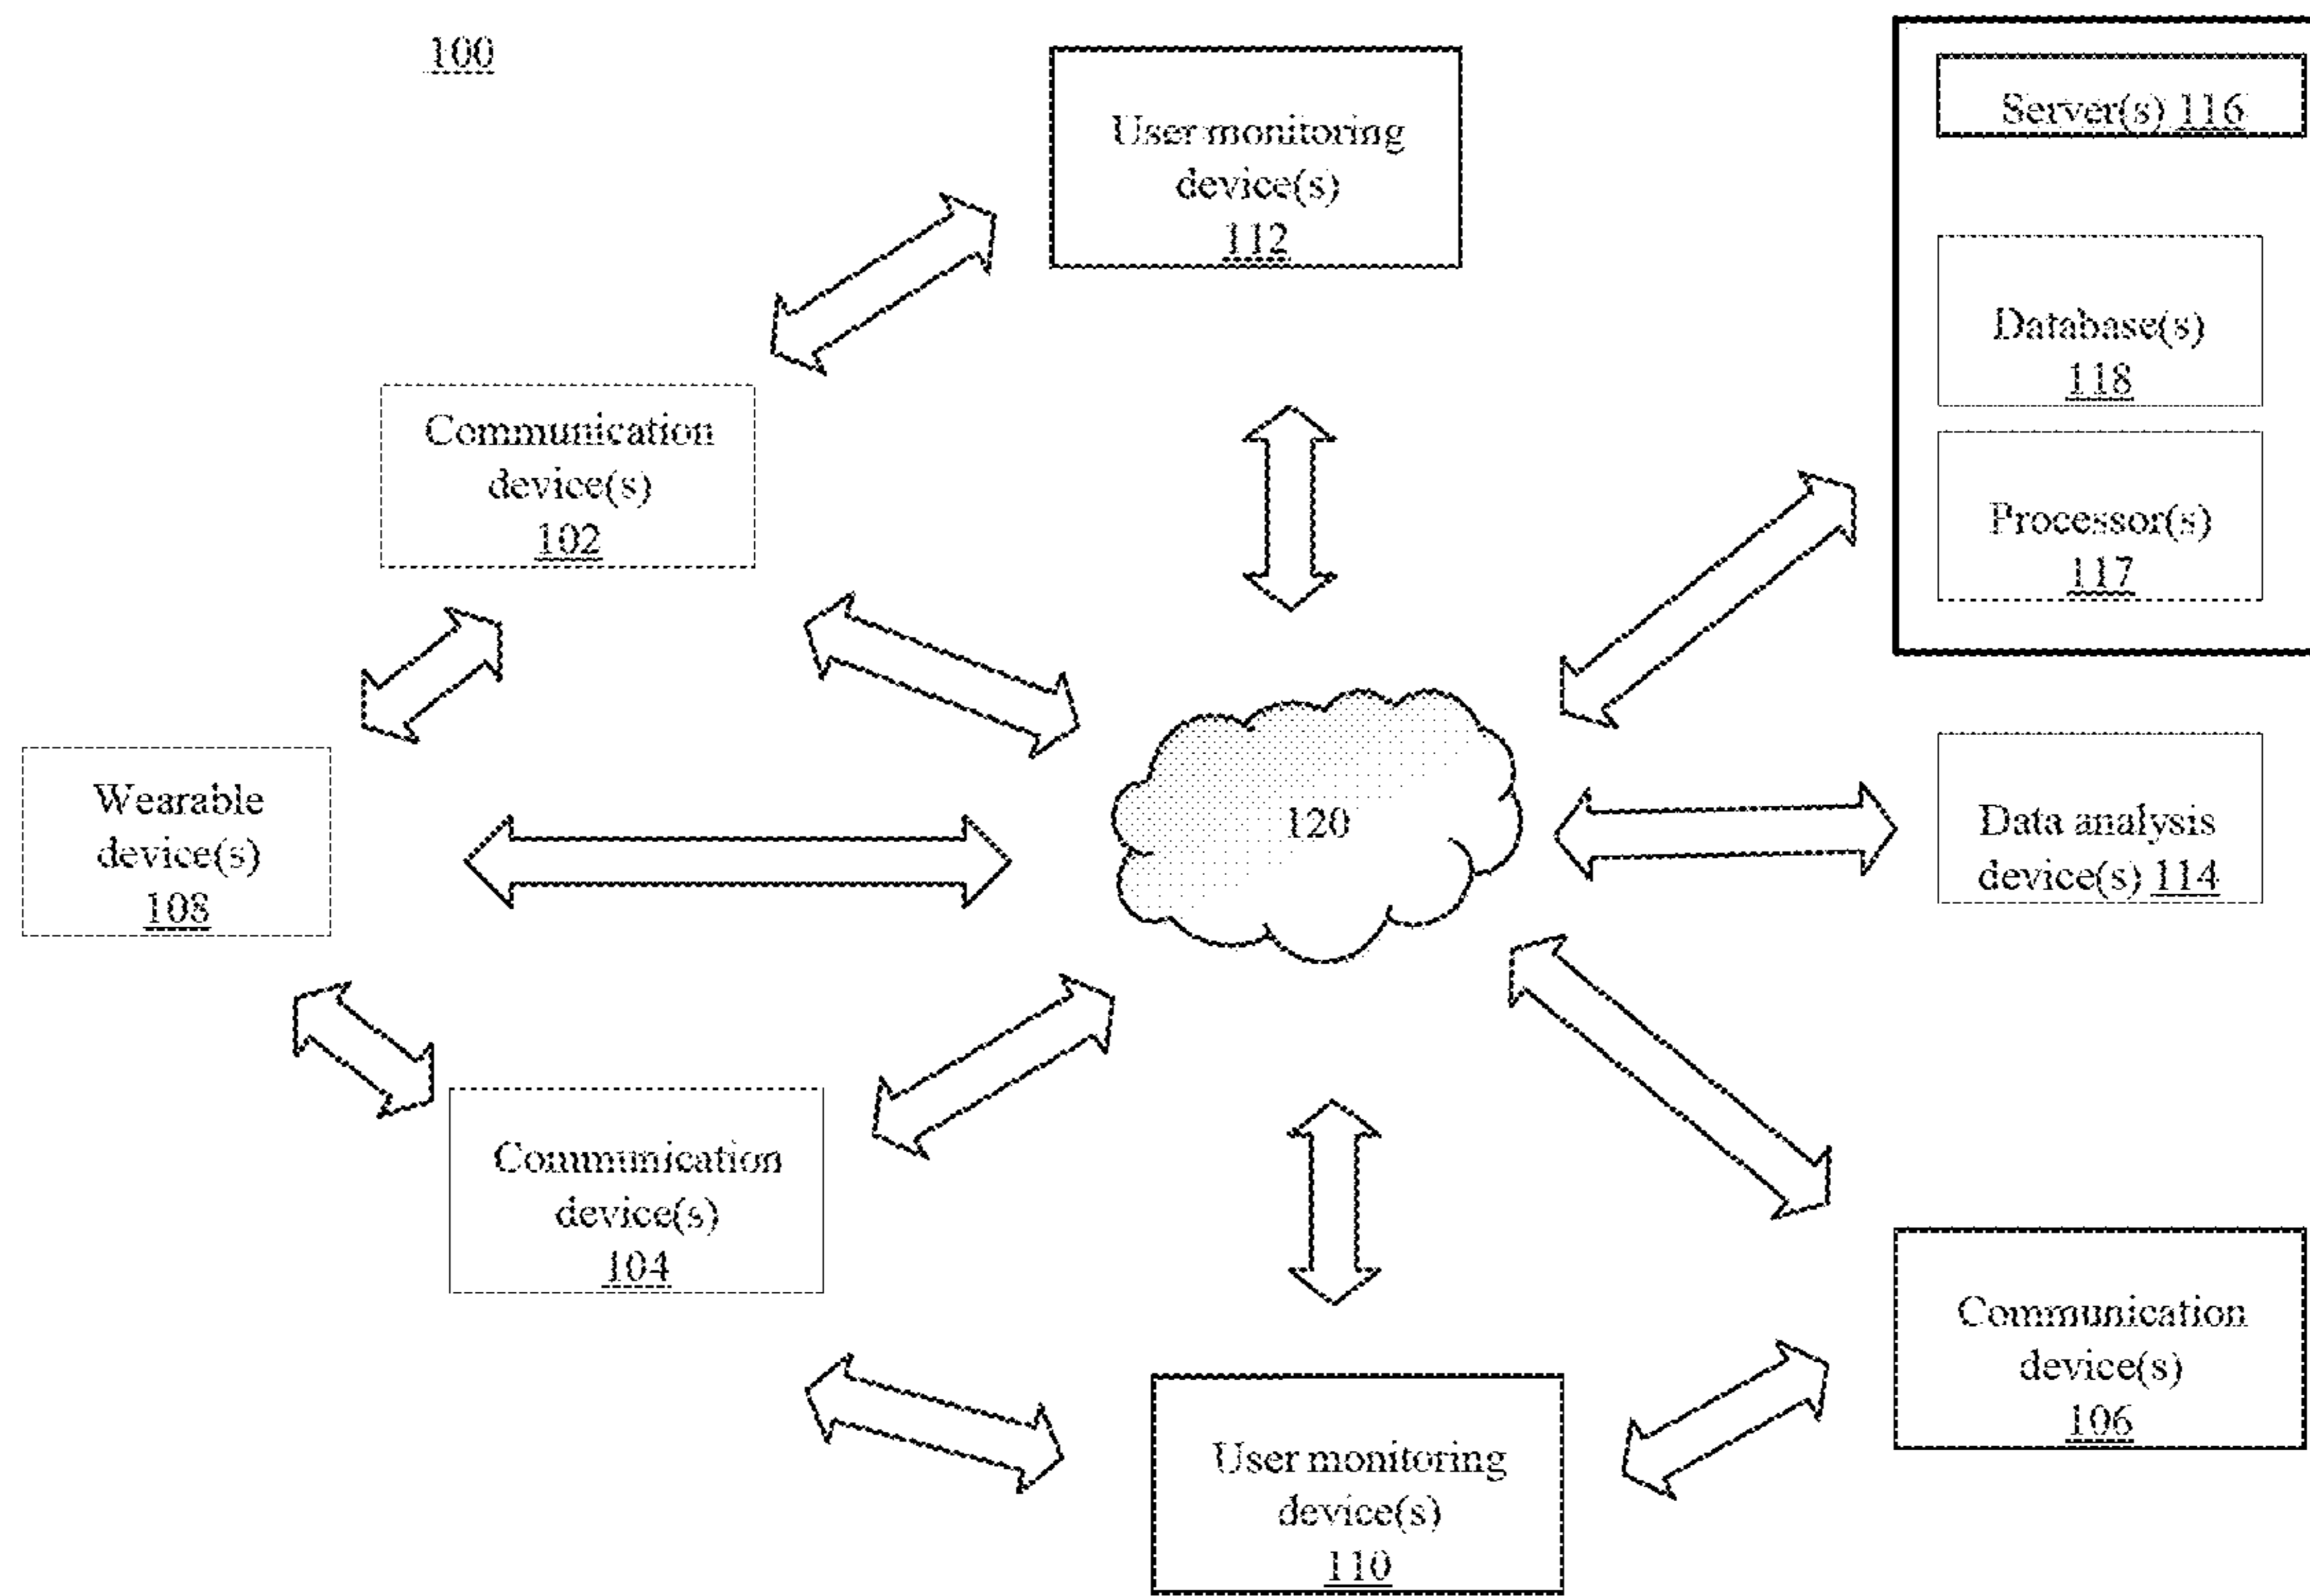 100
User monitoring
device(s)
112
Server(s) 116
Database(s)
118
Processor(s)
117
Communication
device(s)
102
Wearable
device(s)
108
120
Data analysis
device(s) 114
Communication
device(s)
104
Communication
device(s)
106
User monitoring
device(s)
110